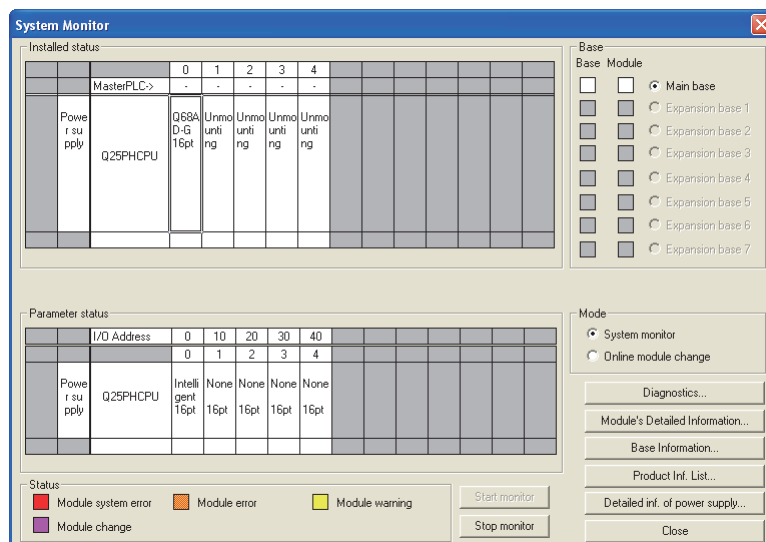 System Monitor
Installed status
0 1 2 3 4
MasterPLC-> - - - - -
Powe
r su
pply
Q25PHCPU
Q68A
D-G
16pt
Unmo
unti
ng
Unmo
unti
ng
Unmo
unti
ng
Unmo
unti
ng
Base
Base Module
Main base
Expansion base 1
Expansion base 2
Expansion base 3
Expansion base 4
Expansion base 5
Expansion base 6
Expansion base 7
Parameter status
I/O Address 0 10 20 30 40
0 1 2 3 4
Powe
r su
pply
Q25PHCPU
Intelli
gent
16pt
None
16pt
None
16pt
None
16pt
None
16pt
Mode
System monitor
Online module change
Diagnostics...
Module's Detailed Information...
Base Information...
Product Inf. List...
Detailed inf. of power supply...
Close
Status
Module system error
Module error
Module warning
Module change
Start monitor
Stop monitor